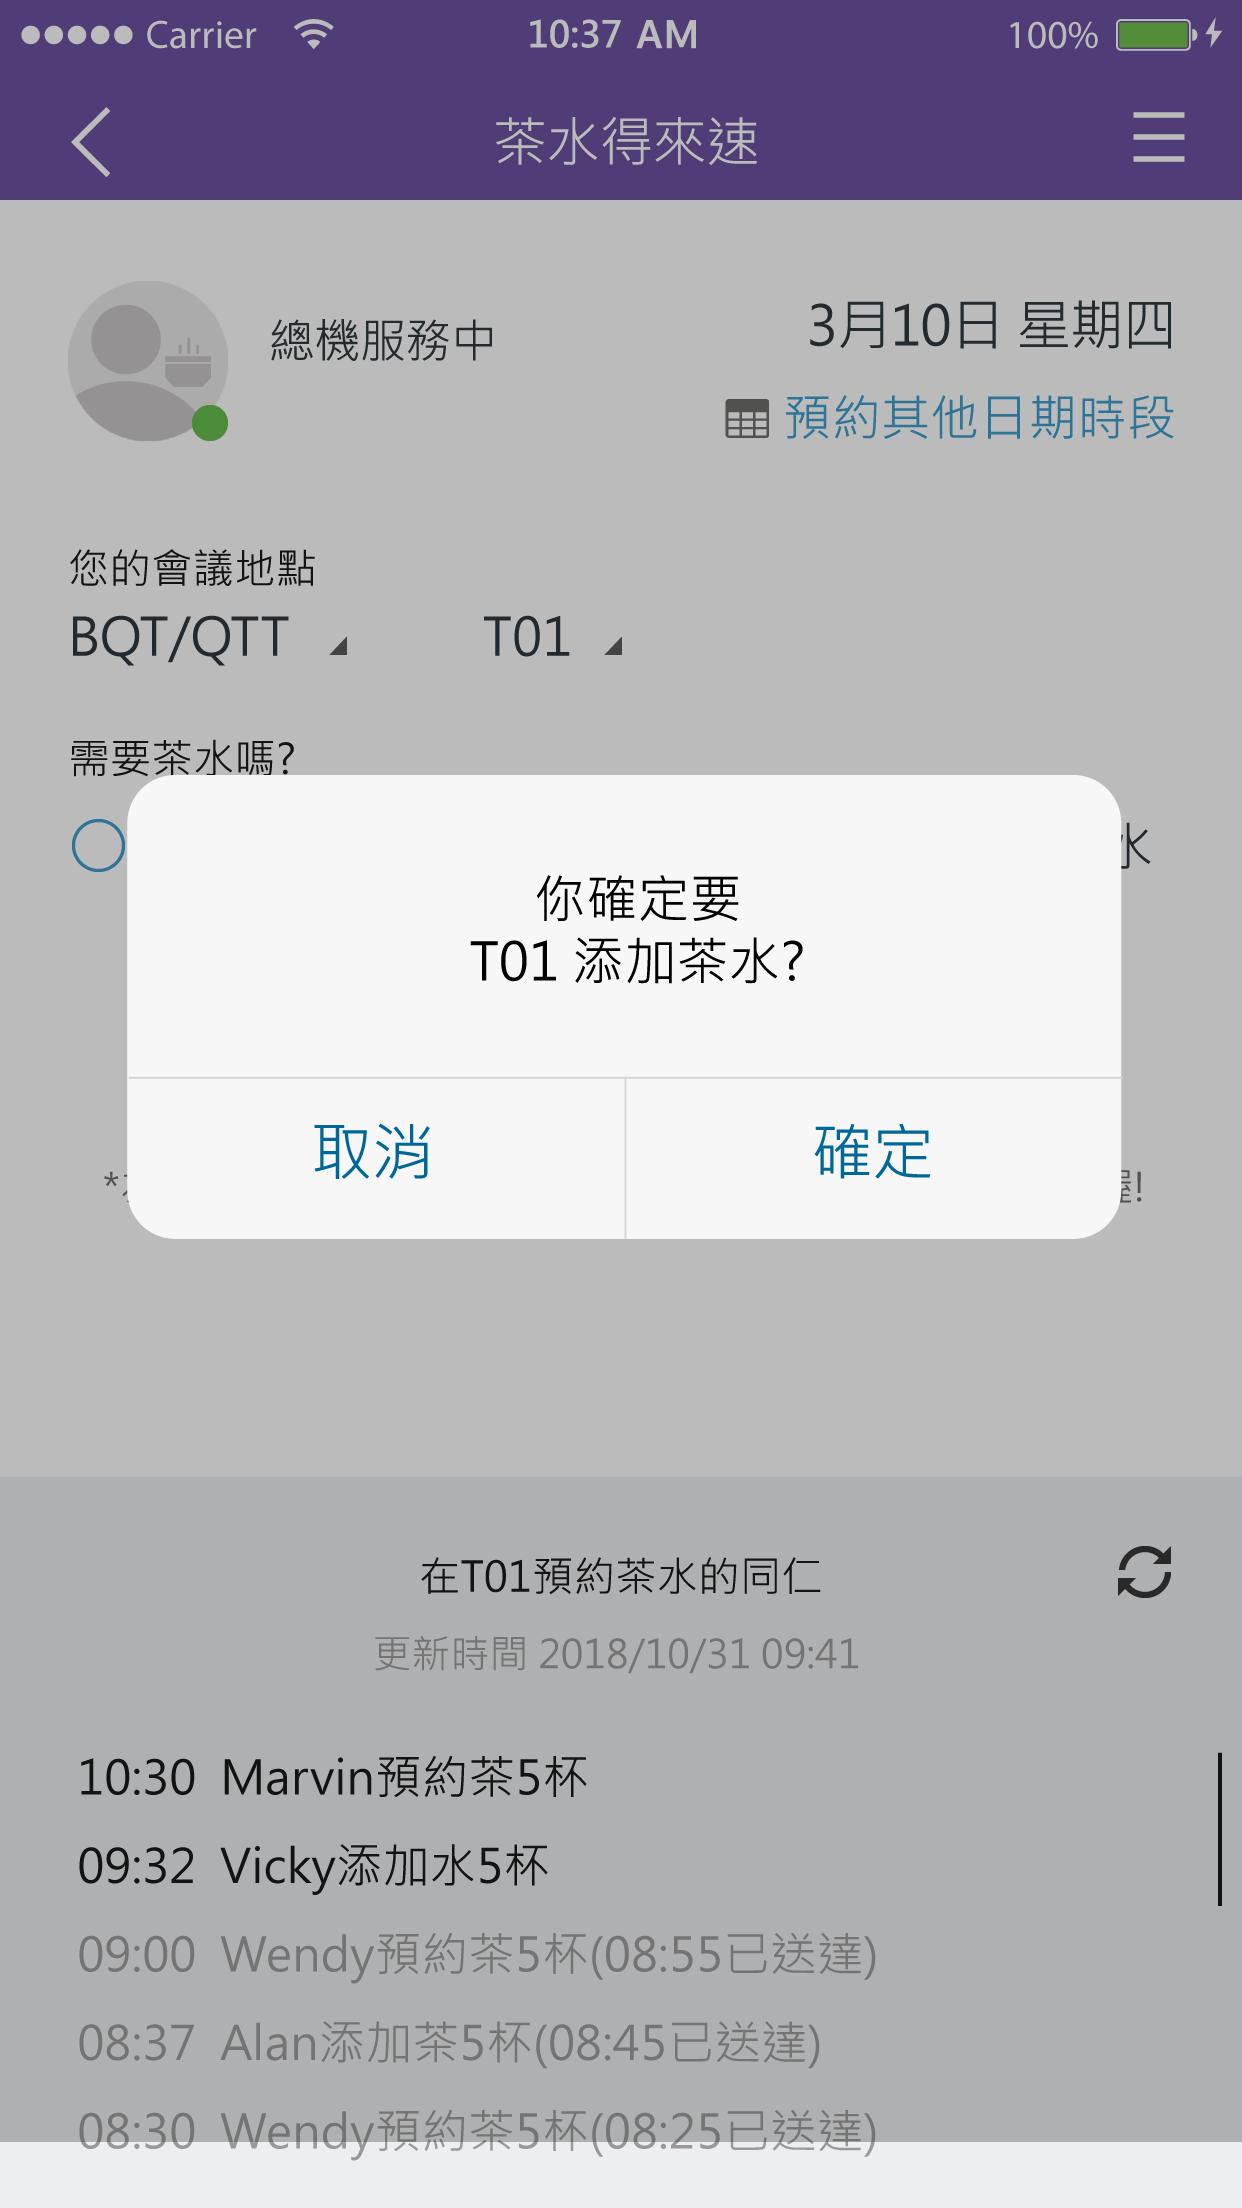 Carrier 10:37 AM 100%
茶水得來速
總機服務中
3月10日 星期四
預約其他日期時段
您的會議地點
BQT/QTT T01
需要茶水嗎?
水
你確定要
T01 添加茶水?
取消 確定
在T01預約茶水的同仁
更新時間 2018/10/31 09:41
10:30 Marvin預約茶5杯
09:32 Vicky添加水5杯
09:00 Wendy預約茶5杯(08:55已送達)
08:37 Alan添加茶5杯(08:45已送達)
08:30 Wendy預約茶5杯(08:25已送達)